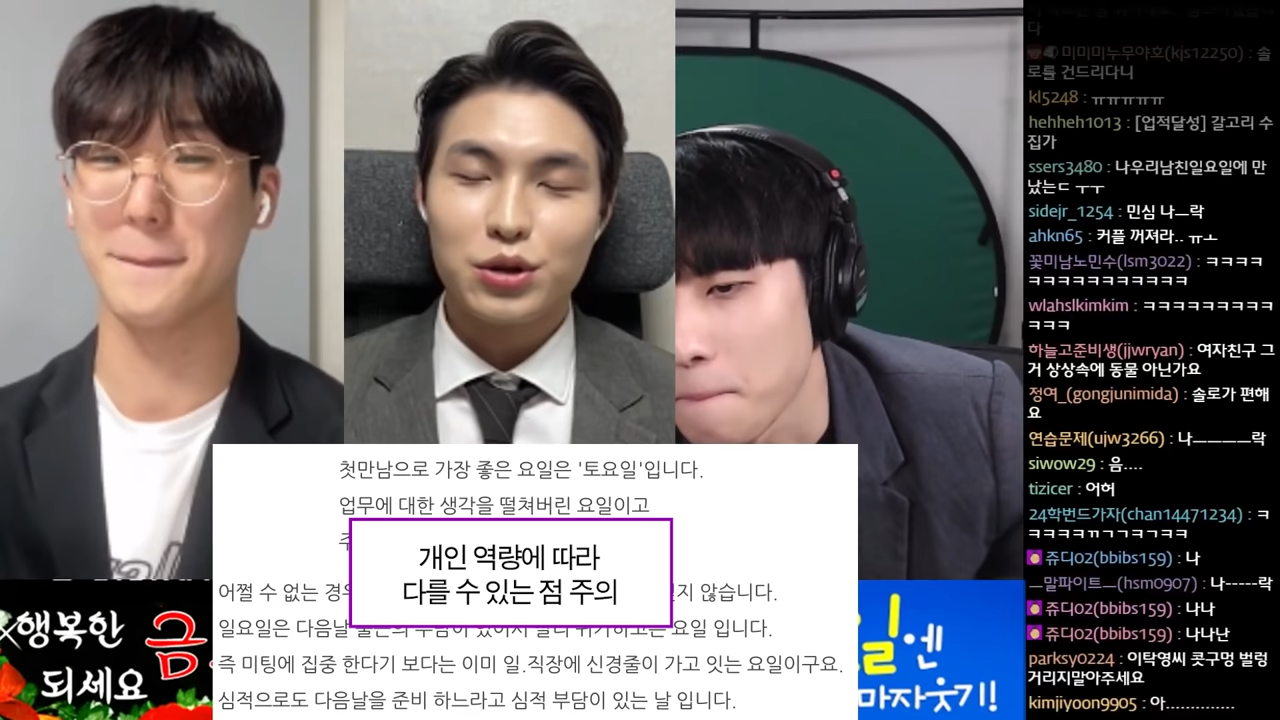 첫만남으로 가장 좋은 요일은 '토요일'입니다.
업무에 대한 생각을 떨쳐버린 요일이고
개인 역량에 따라
다를 수 있는 점 주의
어쩔 수 없는 경우
않습니다.
일요일은 다음날
요일 입니다.
즉 미팅에 집중 한다기 보다는 이미 일.직장에 신경줄이 가고 잇는 요일이구요.
심적으로도 다음날을 준비 하느라고 심적 부담이 있는 날 입니다.
행복한
금
되세요
일엔
마자웃기!
다
미미미누무야호(kjs12250) : 솔
로를 건드리다니
kl5248 : ㅠㅠㅠㅠㅠ
hehheh1013 : [업적달성] 갈고리 수
집가
ssers3480 : 나우리남친일요일에 만
났는ㄷ ㅜㅜ
sidejr_1254 : 민심 나ㅡ락
ahkn65 : 커플 꺼져라.. ㅠㅗ
꽃미남노민수(lsm3022) : ㅋㅋㅋㅋ
ㅋㅋㅋㅋㅋㅋㅋㅋㅋㅋㅋ
wlahslkimkim : ㅋㅋㅋㅋㅋㅋㅋㅋㅋ
ㅋㅋㅋ
하늘고준비생(jjwryan) : 여자친구 그
거 상상속에 동물 아닌가요
정여_(gongjunimida) : 솔로가 편해
요
연습문제(ujw3266) : 나ㅡㅡㅡㅡ락
siwow29 : 음....
tizicer : 어허
24학번드가자(chan14471234) : ㅋ
ㅋㅋㅋㅋㄲㄱㄱㅋㄱㅋㅋ
쥬디02(bbibs159) : 나
ㅡ말파이트ㅡ(hsm0907) : 나-----락
쥬디02(bbibs159) : 나나
쥬디02(bbibs159) : 나나난
parksy0224 : 이탁영씨 콧구멍 벌렁
거리지말아주세요
kimjiyoon9905 : 아..............